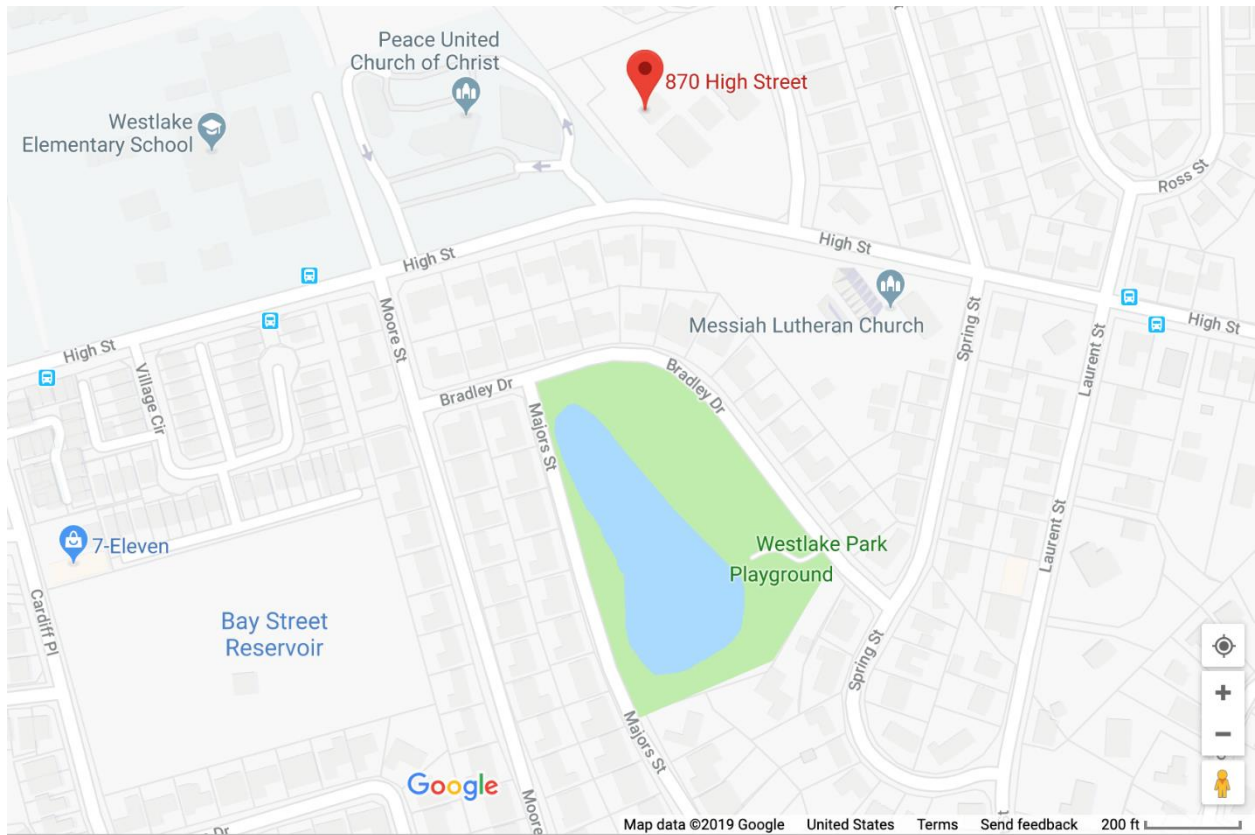 Peace United
Church of Christ
870 High Street
Westlake
Elementary School
Ross St
High St
High St
Messiah Lutheran Church
High St
High St
Moore St
Spring St
Laurent St
Village Cir
Bradley Dr
Bradley Dr
Majors St
7-Eleven
Westlake Park
Playground
Laurent St
Cardiff Pl
Bay Street
Reservoir
Spring St
Majors St
Google
Moore
Dr
Map data ©2019 Google United States Terms Send feedback 200 ft